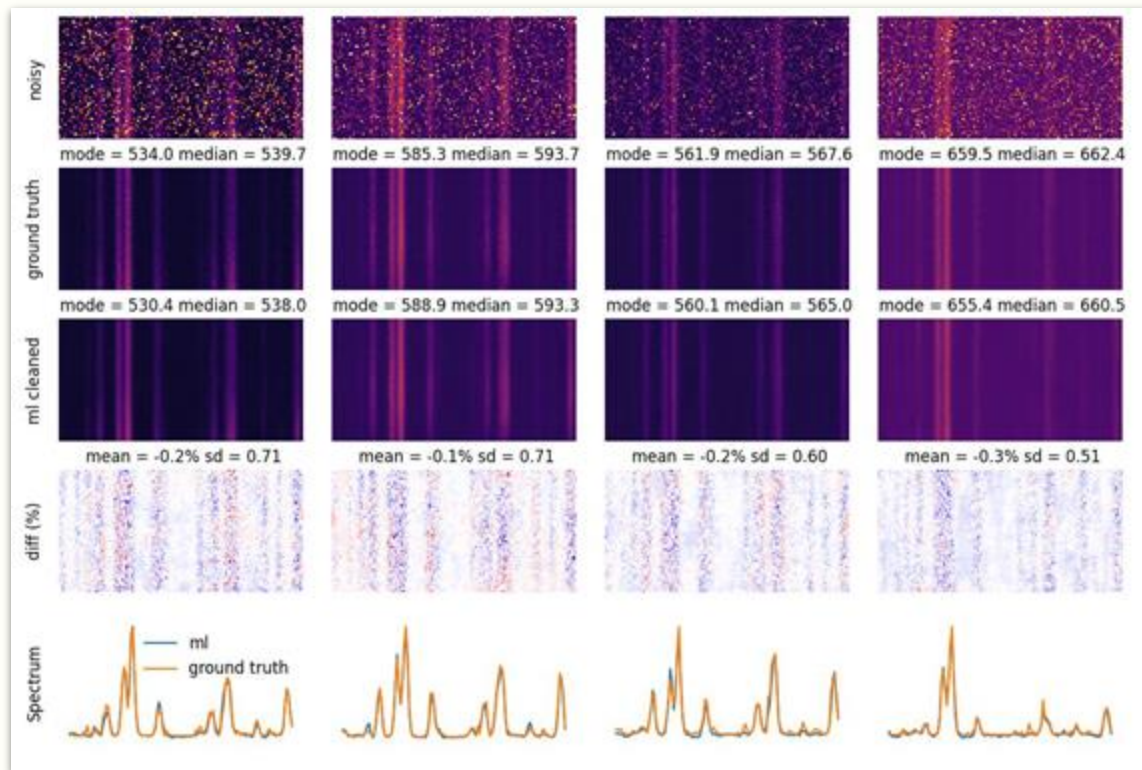 noisy
mode = 534.0 median = 539.7
mode = 585.3 median = 593.7
mode = 561.9 median = 567.6
mode = 659.5 median = 662.4
ground truth
mode = 530.4 median = 538.0
mode = 588.9 median = 593.3
mode = 560.1 median = 565.0
mode = 655.4 median = 660.5
ml cleaned
mean = -0.2% sd = 0.71
mean = -0.1% sd = 0.71
mean = -0.2% sd = 0.60
mean = -0.3% sd = 0.51
diff (%)
Spectrum
ml
ground truth